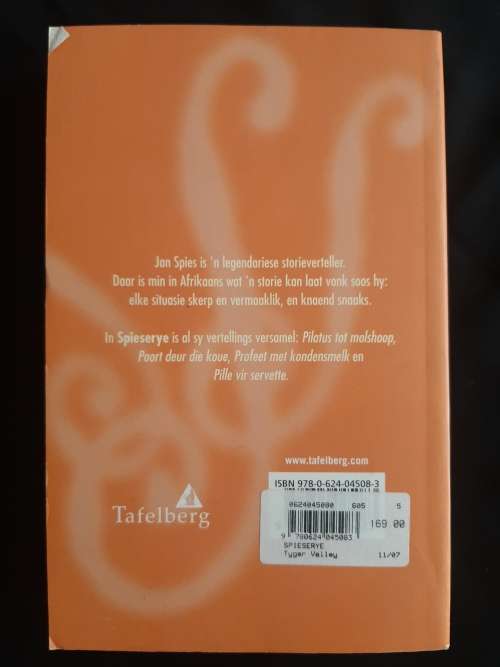 Jan Spies is 'n legendariese storieverteller.
Daar is min in Afrikaans wat 'n storie kan laat vonk soos hy:
elke situasie skerp en vermaaklik, en knaend snaaks.
In Spieserye is al sy vertellings versamel: Pilatus tot molshoop,
Poort deur die koue, Profeet met kondensmelk en
Pille vir servette.
www.tafelberg.com
ISBN 978-0-624-04508-3
0624045080 605 5
169 00
9 780624 045083
SPIESERYE
Tyger Valley 11/07
Tafelberg